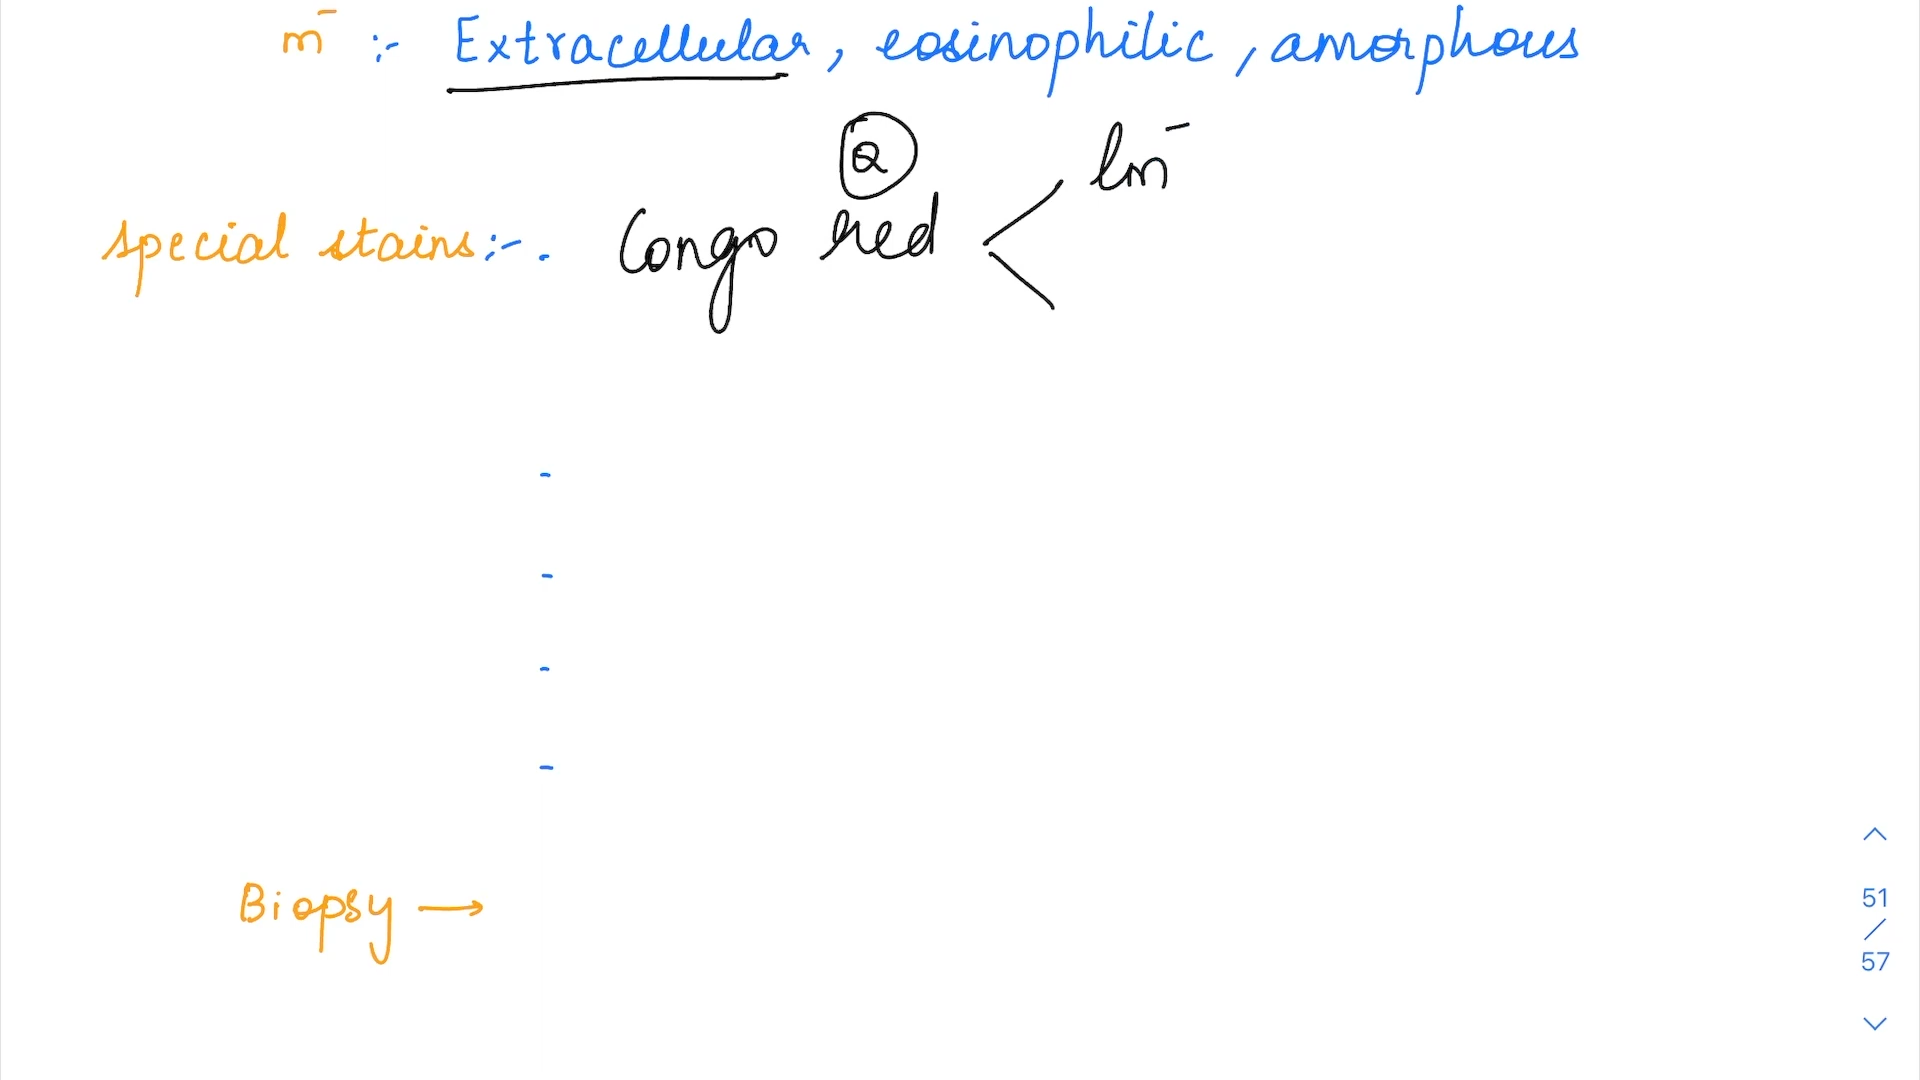 m̄ :- Extracellular, eosinophilic, amorphous
Q
lm̄
special stains:- . Congo red <
-
-
-
-
Biopsy →
51
/
57